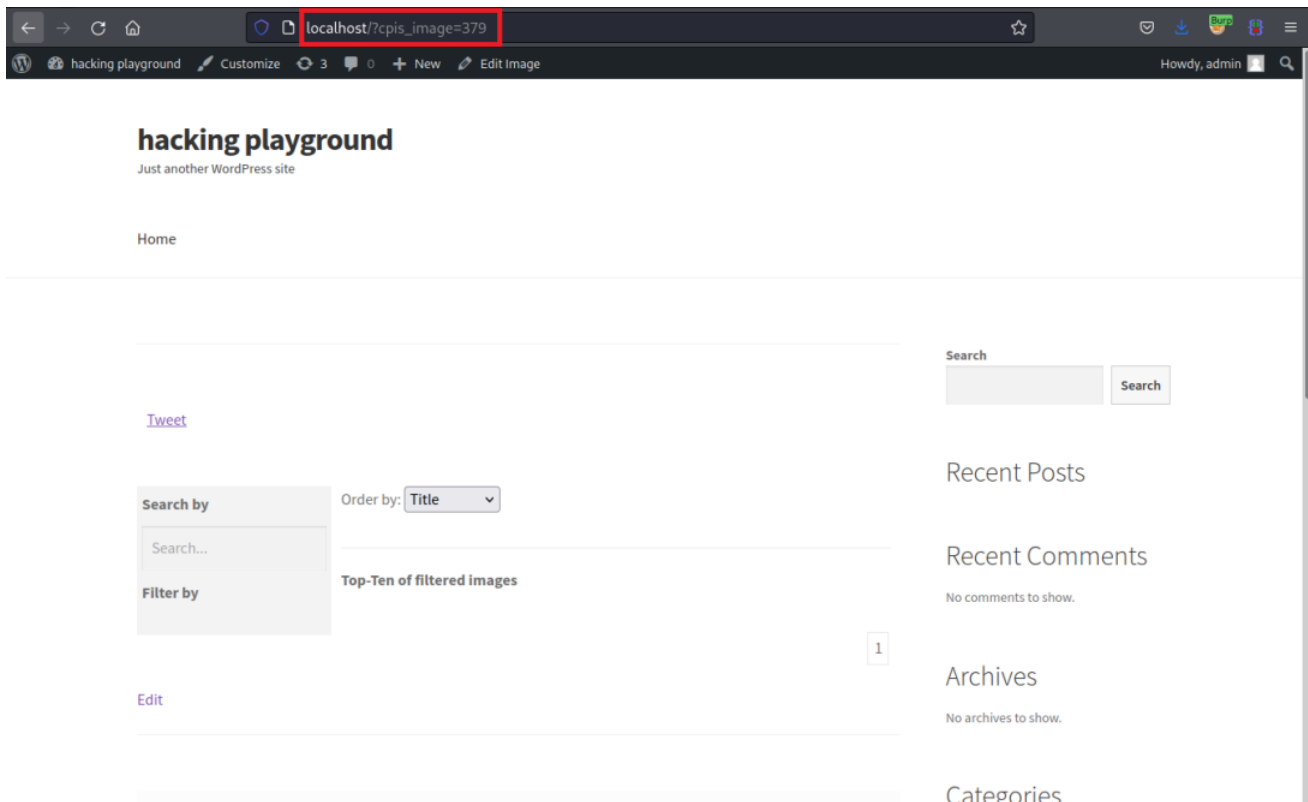 localhost/?cpis_image=379
Burp
hacking playground Customize 3 0 New Edit Image Howdy, admin
hacking playground
Just another WordPress site
Home
Search
Search
Tweet
Recent Posts
Search by
Order by: Title
Search...
Recent Comments
Top-Ten of filtered images
Filter by
No comments to show.
1
Archives
Edit
No archives to show.
Categories